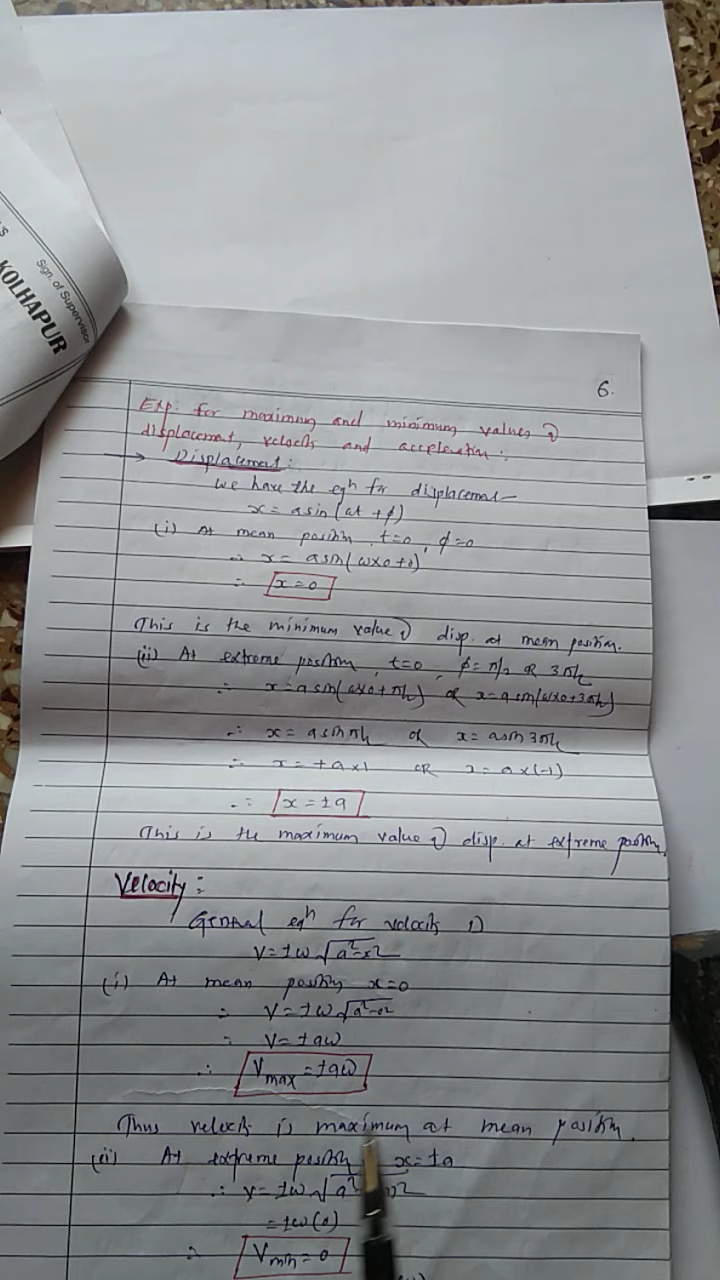 's
KOLHAPUR
Sign. of Supervisor
6.
Exp. for maximum and minimum values of
displacement, velocity and acceleration:
→ Displacement:
we have the eqn for displacement
x = a sin (at + ϕ)
(i) At mean position, t=0, ϕ=0
∴ x = a sin(ω×0+0)
∴ x=0
This is the minimum value of disp. at mean position.
(ii) At extreme position, t=0, ϕ=π/2 OR 3π/2
∴ x=a sin(ω×0+π/2) or x=a sin(ω×0+3π/2)
∴ x = a sin π/2 or x = a sin 3π/2
∴ x = +a×1 OR x = a×(-1)
∴ x = ±a
This is the maximum value of disp. at extreme position.
Velocity:
General eqn for velocity is
V=±ω√a²-x²
(i) At mean position x=0
∴ V=±ω√a²-0²
∴ V=±aω
∴ Vmax=±aω
Thus velocity is maximum at mean position.
(ii) At extreme position x=±a
∴ V=±ω√a² a²
=±ω(0)
∴ Vmin=0